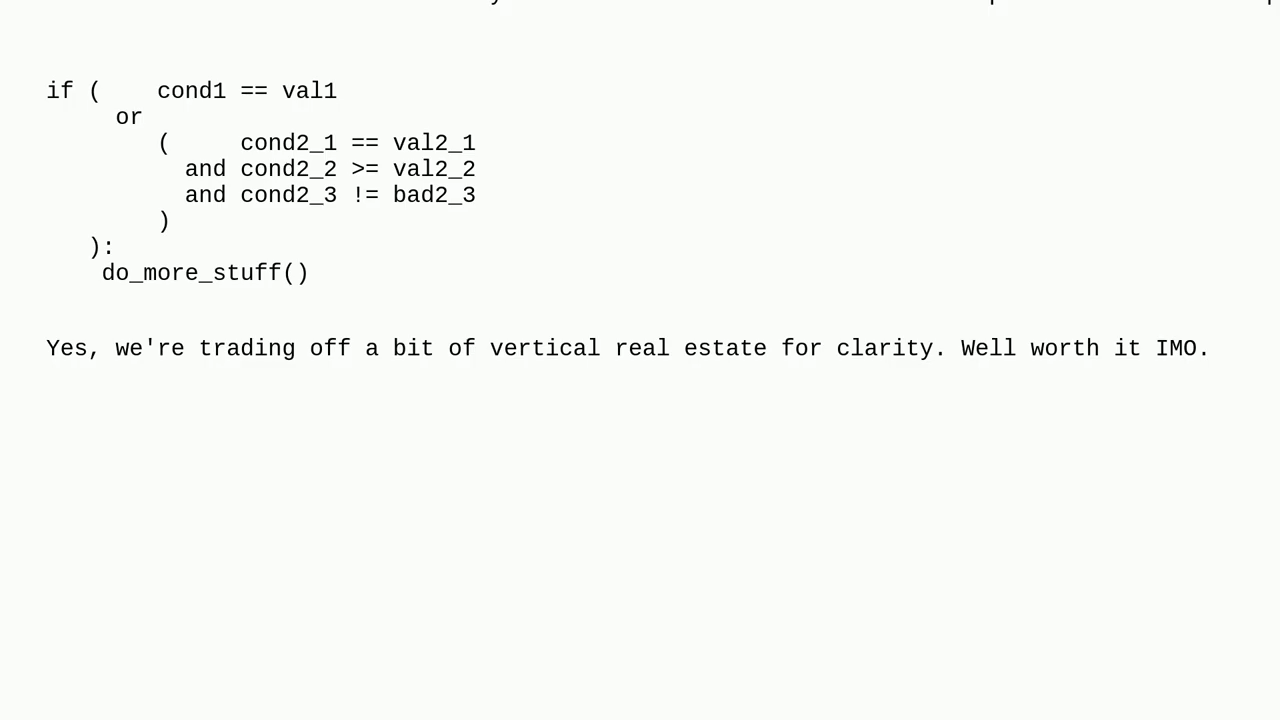 if (    cond1 == val1
     or
        (     cond2_1 == val2_1
          and cond2_2 >= val2_2
          and cond2_3 != bad2_3
        )
   ):
    do_more_stuff()
Yes, we're trading off a bit of vertical real estate for clarity. Well worth it IMO.